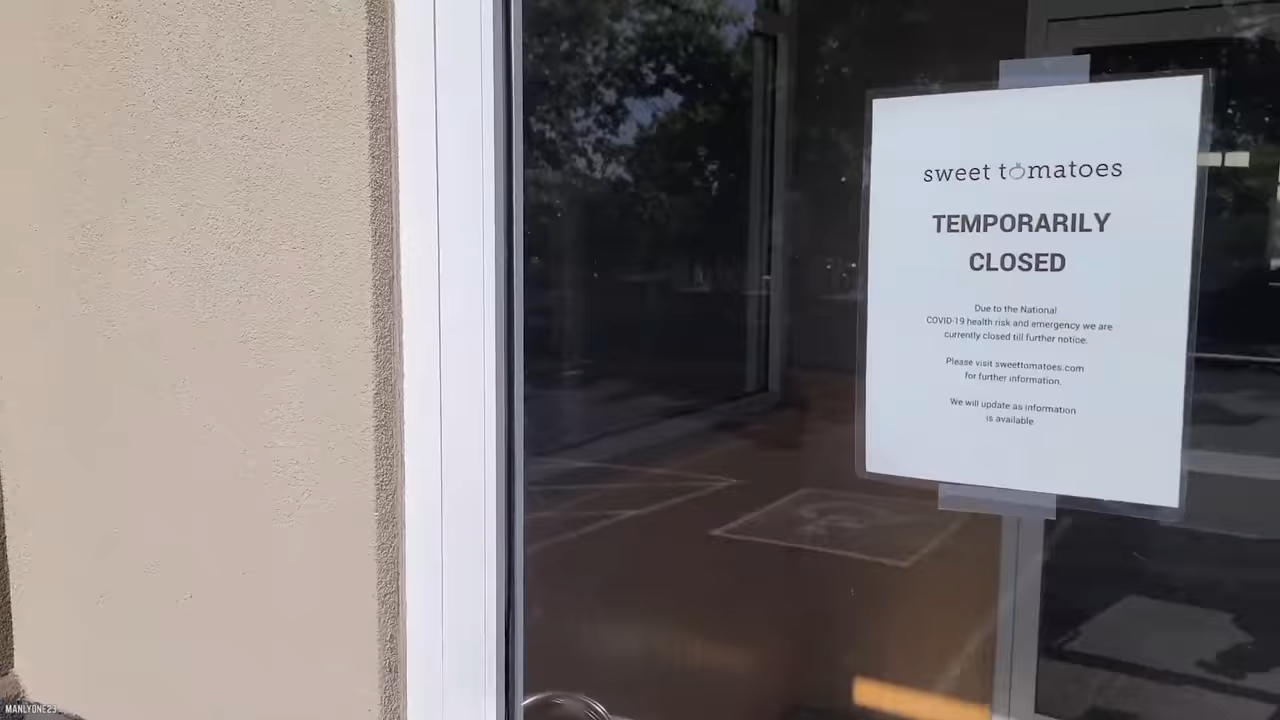 sweet tomatoes
TEMPORARILY
CLOSED
Due to the National
COVID-19 health risk and emergency we are
currently closed till further notice.
Please visit sweettomatoes.com
for further information.
We will update as information
is available
MANLYONE23